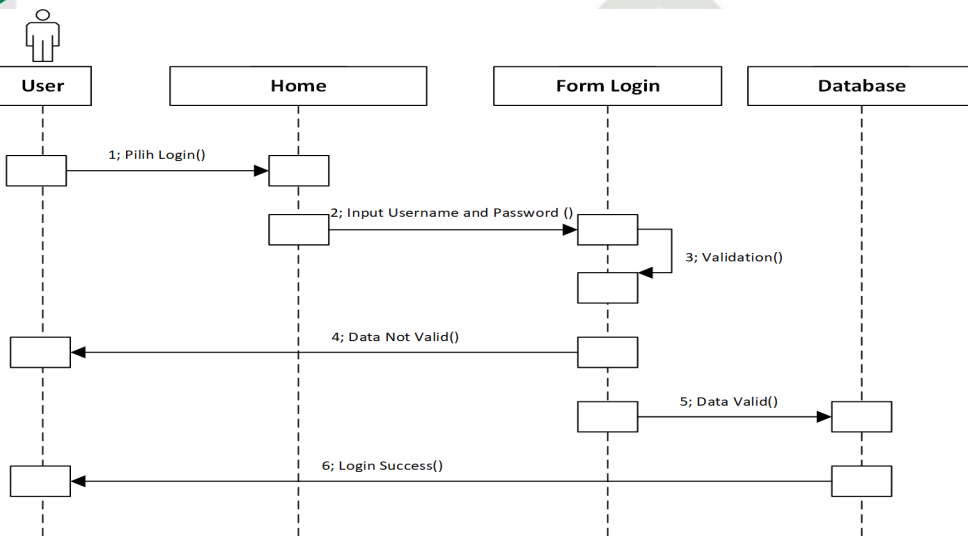 User
Home
Form Login
Database
1; Pilih Login()
2; Input Username and Password ()
3; Validation()
4; Data Not Valid()
5; Data Valid()
6; Login Success()